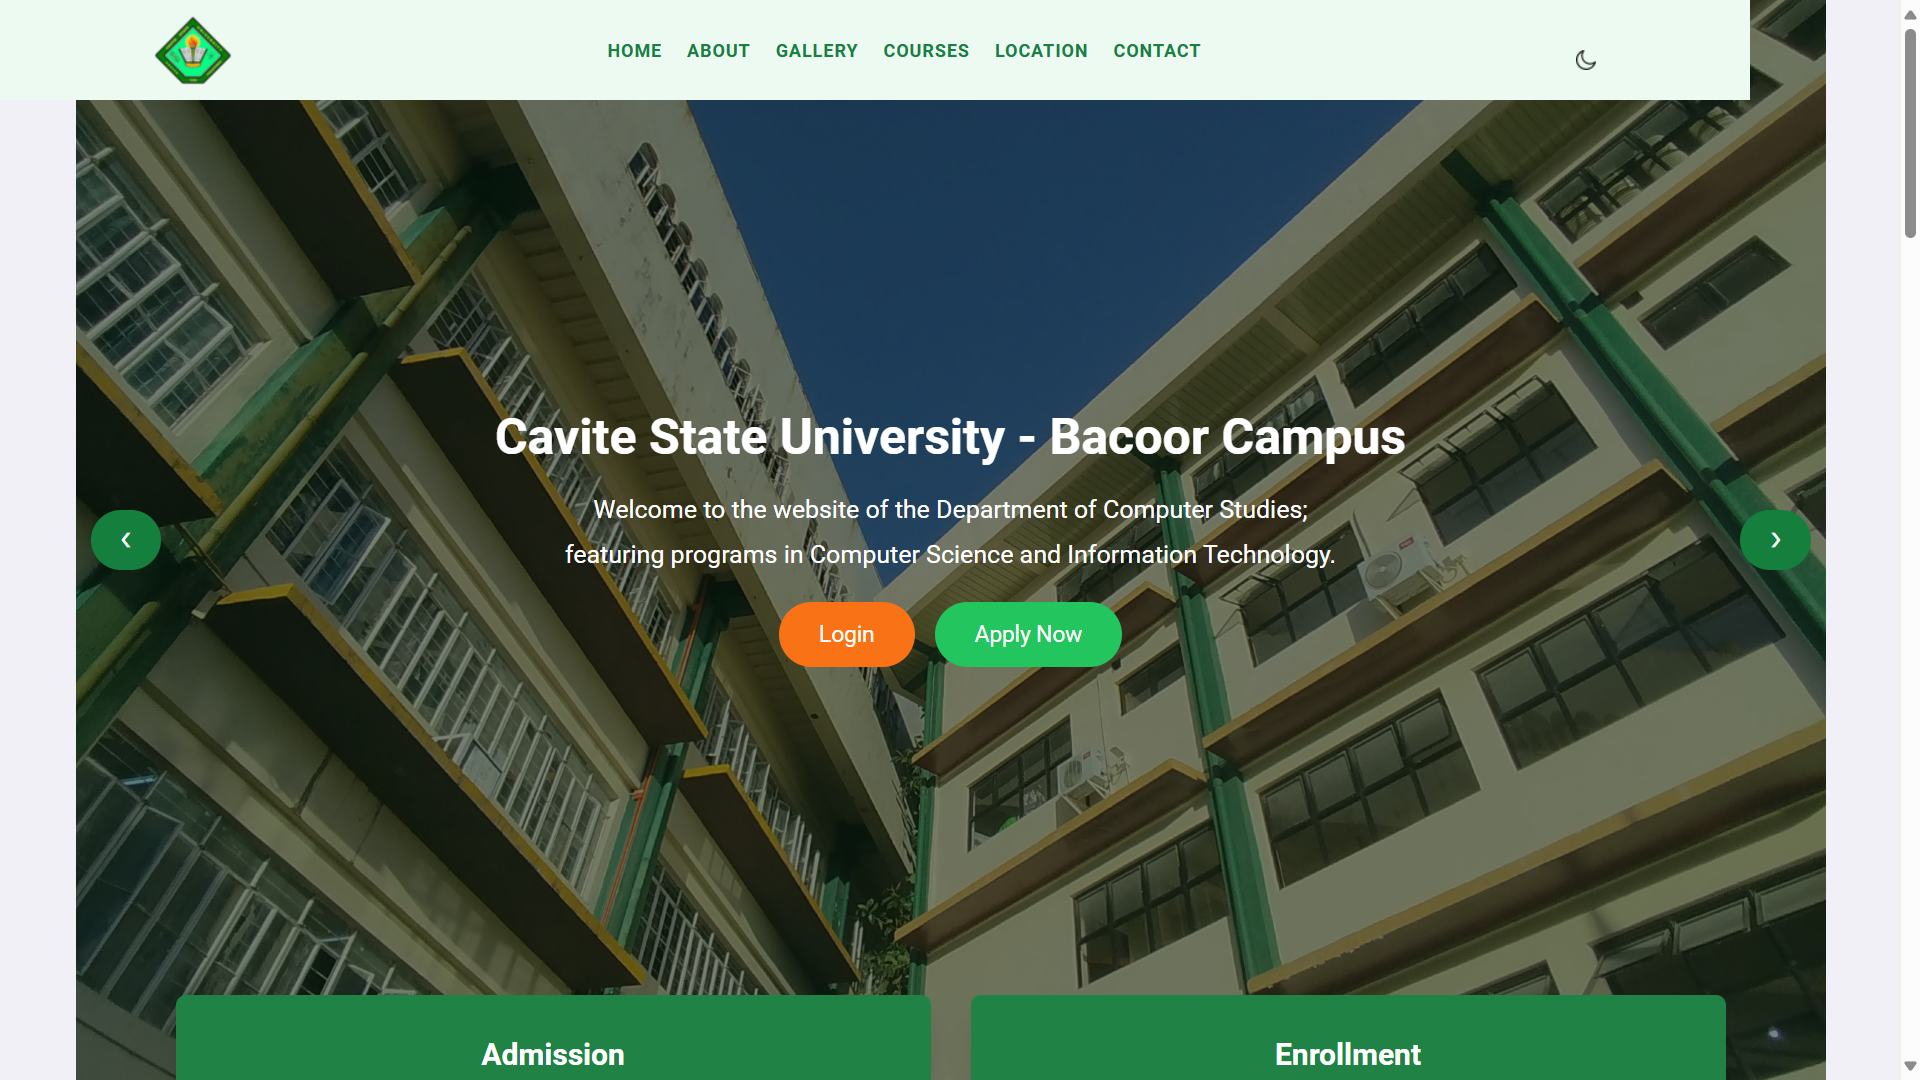 HOME ABOUT GALLERY COURSES LOCATION CONTACT
Cavite State University - Bacoor Campus
Welcome to the website of the Department of Computer Studies;
featuring programs in Computer Science and Information Technology.
Login Apply Now
Admission Enrollment